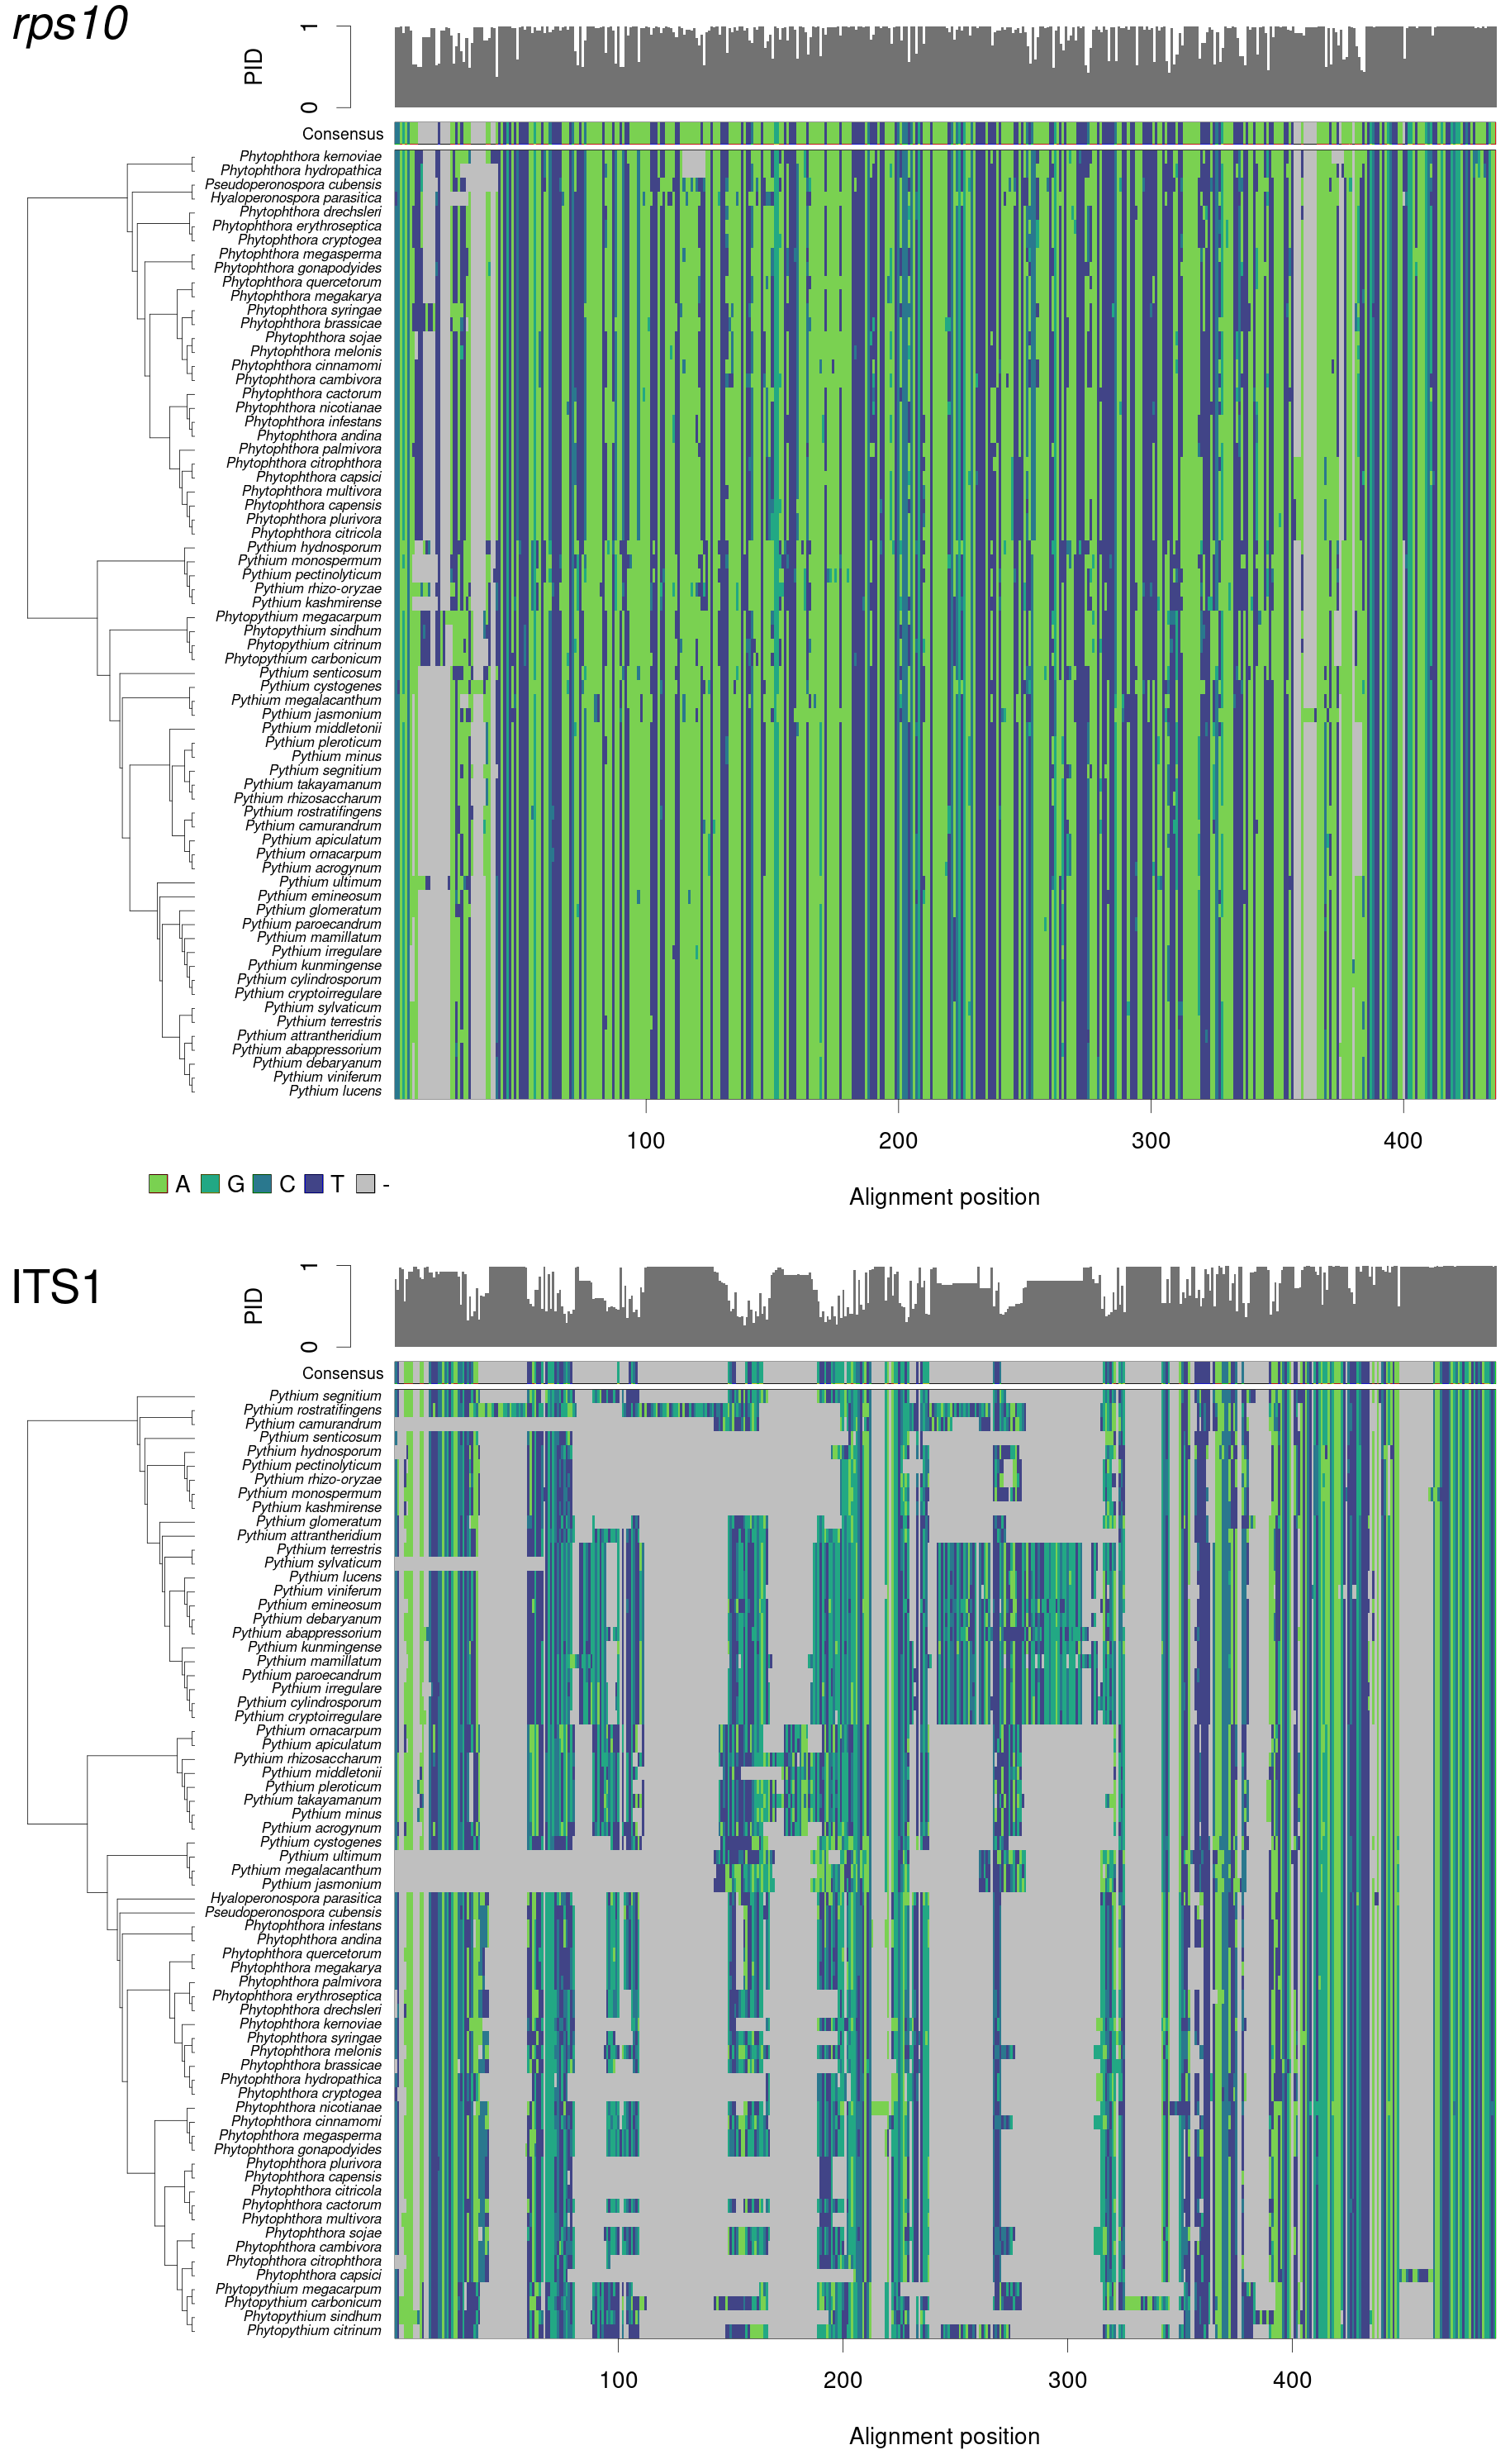 rps10
PID
0
1
Consensus
Phytophthora kernoviae
Phytophthora hydropathica
Pseudoperonospora cubensis
Hyaloperonospora parasitica
Phytophthora drechsleri
Phytophthora erythroseptica
Phytophthora cryptogea
Phytophthora megasperma
Phytophthora gonapodyides
Phytophthora quercetorum
Phytophthora megakarya
Phytophthora syringae
Phytophthora brassicae
Phytophthora sojae
Phytophthora melonis
Phytophthora cinnamomi
Phytophthora cambivora
Phytophthora cactorum
Phytophthora nicotianae
Phytophthora infestans
Phytophthora andina
Phytophthora palmivora
Phytophthora citrophthora
Phytophthora capsici
Phytophthora multivora
Phytophthora capensis
Phytophthora plurivora
Phytophthora citricola
Pythium hydnosporum
Pythium monospermum
Pythium pectinolyticum
Pythium rhizo-oryzae
Pythium kashmirense
Phytopythium megacarpum
Phytopythium sindhum
Phytopythium citrinum
Phytopythium carbonicum
Pythium senticosum
Pythium cystogenes
Pythium megalacanthum
Pythium jasmonium
Pythium middletonii
Pythium pleroticum
Pythium minus
Pythium segnitium
Pythium takayamanum
Pythium rhizosaccharum
Pythium rostratifingens
Pythium camurandrum
Pythium apiculatum
Pythium ornacarpum
Pythium acrogynum
Pythium ultimum
Pythium emineosum
Pythium glomeratum
Pythium paroecandrum
Pythium mamillatum
Pythium irregulare
Pythium kunmingense
Pythium cylindrosporum
Pythium cryptoirregulare
Pythium sylvaticum
Pythium terrestris
Pythium attrantheridium
Pythium abappressorium
Pythium debaryanum
Pythium viniferum
Pythium lucens
100 200 300 400
A G C T -
Alignment position
ITS1
PID
0
1
Consensus
Pythium segnitium
Pythium rostratifingens
Pythium camurandrum
Pythium senticosum
Pythium hydnosporum
Pythium pectinolyticum
Pythium rhizo-oryzae
Pythium monospermum
Pythium kashmirense
Pythium glomeratum
Pythium attrantheridium
Pythium terrestris
Pythium sylvaticum
Pythium lucens
Pythium viniferum
Pythium emineosum
Pythium debaryanum
Pythium abappressorium
Pythium kunmingense
Pythium mamillatum
Pythium paroecandrum
Pythium irregulare
Pythium cylindrosporum
Pythium cryptoirregulare
Pythium ornacarpum
Pythium apiculatum
Pythium rhizosaccharum
Pythium middletonii
Pythium pleroticum
Pythium takayamanum
Pythium minus
Pythium acrogynum
Pythium cystogenes
Pythium ultimum
Pythium megalacanthum
Pythium jasmonium
Hyaloperonospora parasitica
Pseudoperonospora cubensis
Phytophthora infestans
Phytophthora andina
Phytophthora quercetorum
Phytophthora megakarya
Phytophthora palmivora
Phytophthora erythroseptica
Phytophthora drechsleri
Phytophthora kernoviae
Phytophthora syringae
Phytophthora melonis
Phytophthora brassicae
Phytophthora hydropathica
Phytophthora cryptogea
Phytophthora nicotianae
Phytophthora cinnamomi
Phytophthora megasperma
Phytophthora gonapodyides
Phytophthora plurivora
Phytophthora capensis
Phytophthora citricola
Phytophthora cactorum
Phytophthora multivora
Phytophthora sojae
Phytophthora cambivora
Phytophthora citrophthora
Phytophthora capsici
Phytopythium megacarpum
Phytopythium carbonicum
Phytopythium sindhum
Phytopythium citrinum
100 200 300 400
Alignment position